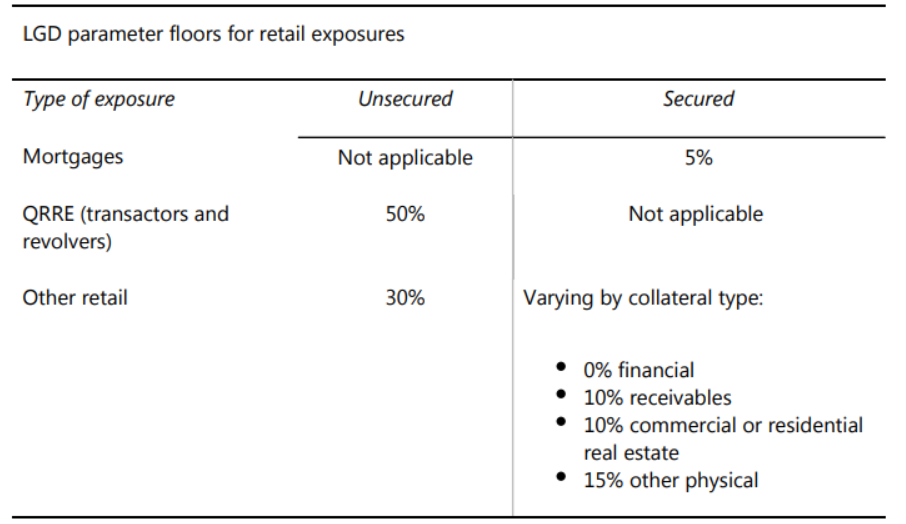 LGD parameter floors for retail exposures
Type of exposure Unsecured Secured
Mortgages Not applicable 5%
QRRE (transactors and 50% Not applicable
revolvers)
Other retail 30% Varying by collateral type:
• 0% financial
• 10% receivables
• 10% commercial or residential
real estate
• 15% other physical